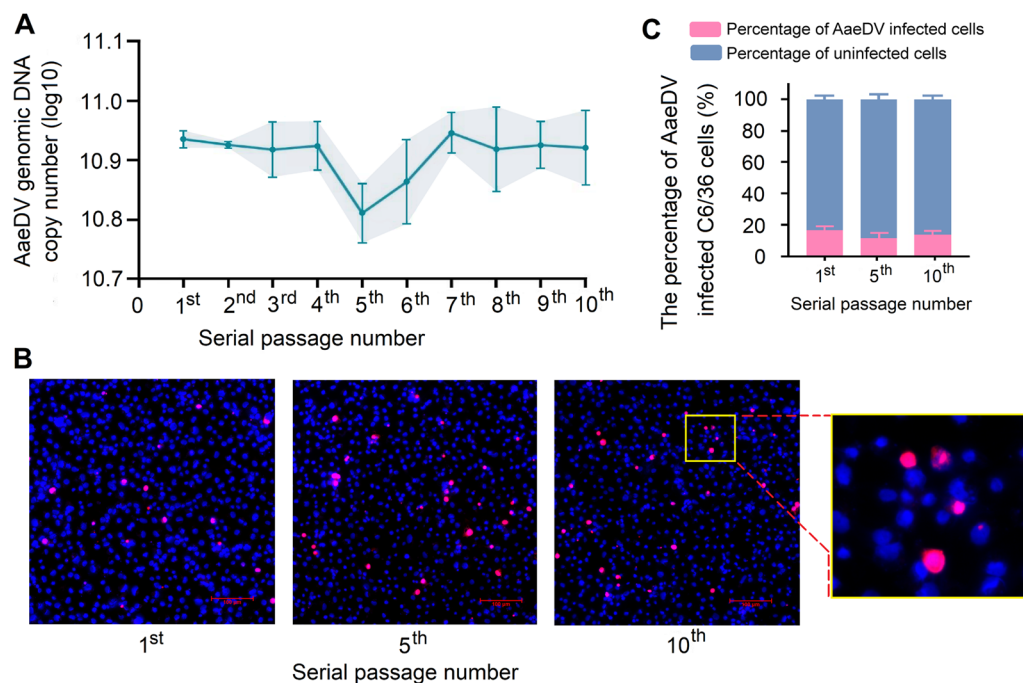 A
AaeDV genomic DNA
copy number (log10)
11.1
11.0
10.9
10.8
10.7
0 1st 2nd 3rd 4th 5th 6th 7th 8th 9th 10th
Serial passage number
C
Percentage of AaeDV infected cells
Percentage of uninfected cells
The percentage of AaeDV
infected C6/36 cells (%)
100
80
60
40
20
0
1st 5th 10th
Serial passage number
B
1st 5th 10th
Serial passage number